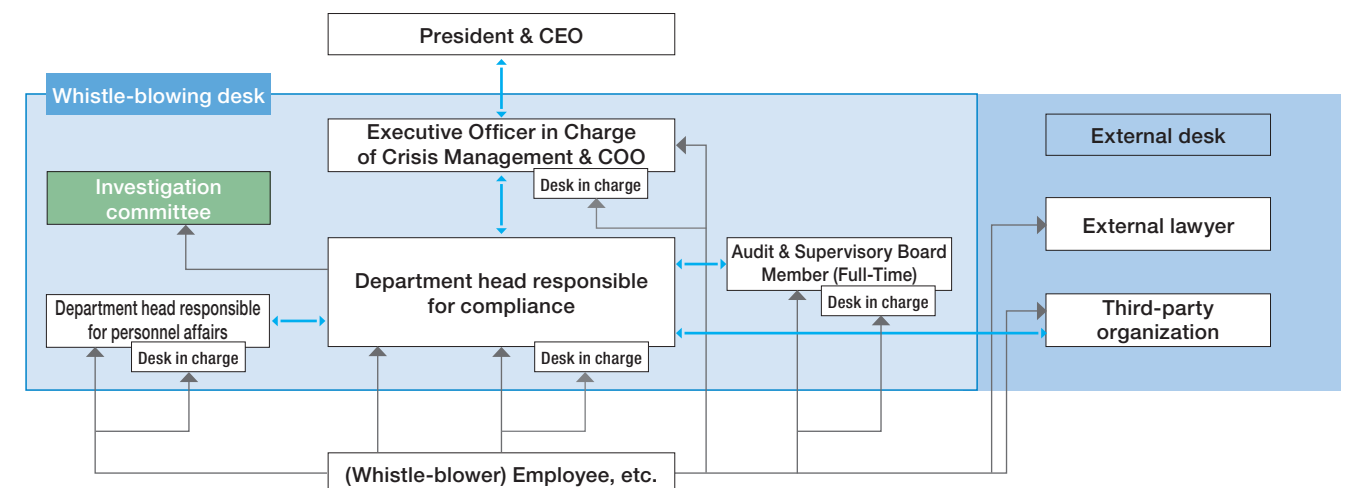 President & CEO
Whistle-blowing desk
Executive Officer in Charge
of Crisis Management & COO
Desk in charge
External desk
Investigation
committee
External lawyer
Department head responsible
for compliance
Desk in charge
Audit & Supervisory Board
Member (Full-Time)
Desk in charge
Department head responsible
for personnel affairs
Desk in charge
Third-party
organization
(Whistle-blower) Employee, etc.